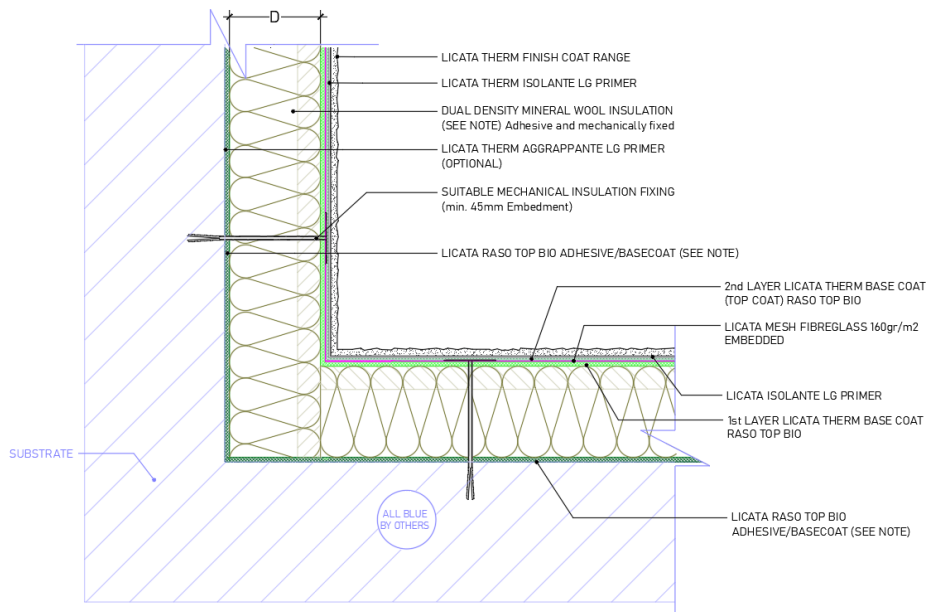 D
LICATA THERM FINISH COAT RANGE
LICATA THERM ISOLANTE LG PRIMER
DUAL DENSITY MINERAL WOOL INSULATION
(SEE NOTE) Adhesive and mechanically fixed
LICATA THERM AGGRAPPANTE LG PRIMER
(OPTIONAL)
SUITABLE MECHANICAL INSULATION FIXING
(min. 45mm Embedment)
LICATA RASO TOP BIO ADHESIVE/BASECOAT (SEE NOTE)
2nd LAYER LICATA THERM BASE COAT
(TOP COAT) RASO TOP BIO
LICATA MESH FIBREGLASS 160gr/m2
EMBEDDED
LICATA ISOLANTE LG PRIMER
1st LAYER LICATA THERM BASE COAT
RASO TOP BIO
SUBSTRATE
ALL BLUE
BY OTHERS
LICATA RASO TOP BIO
ADHESIVE/BASECOAT (SEE NOTE)